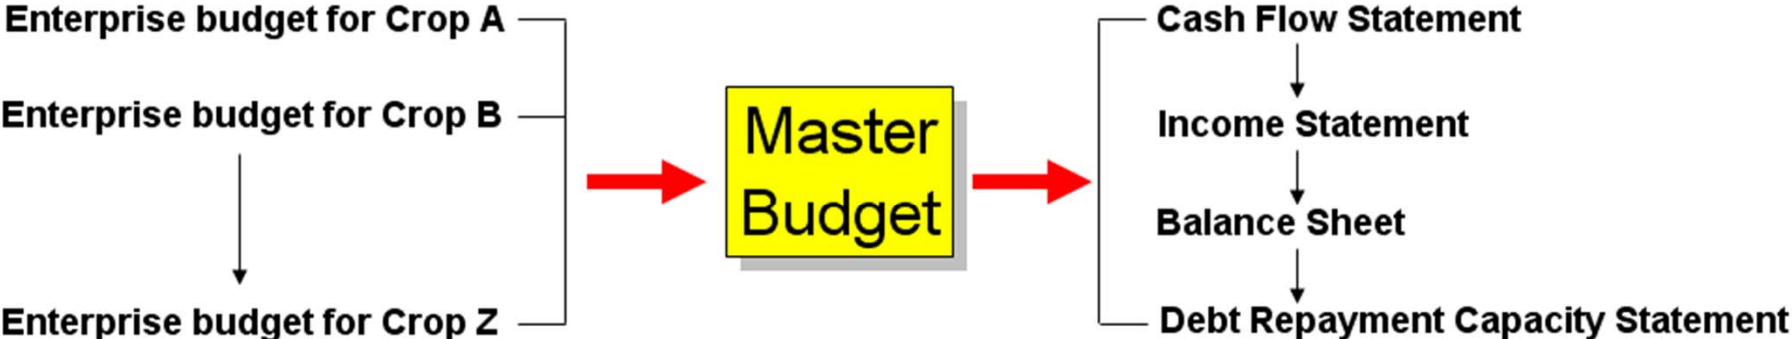 Enterprise budget for Crop A
Enterprise budget for Crop B
Enterprise budget for Crop Z
Master
Budget
Cash Flow Statement
Income Statement
Balance Sheet
Debt Repayment Capacity Statement